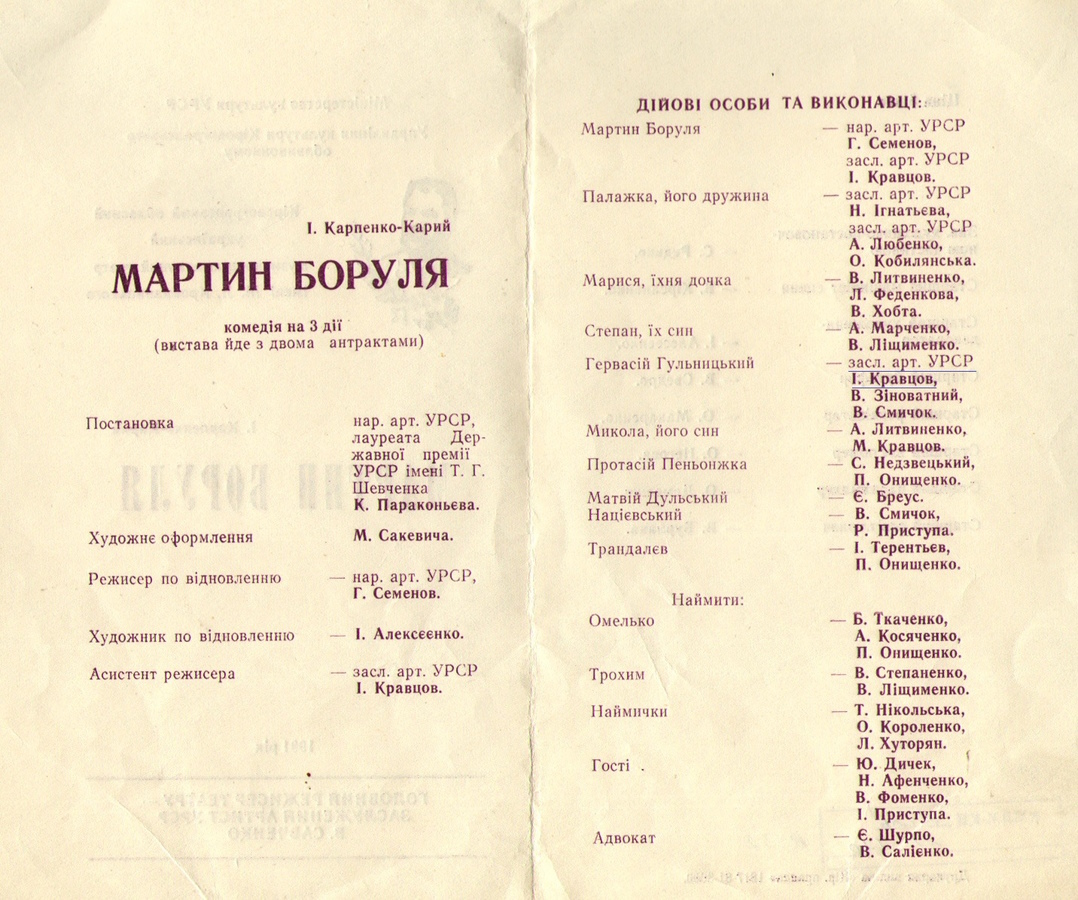 І. Карпенко-Карий
МАРТИН БОРУЛЯ
комедія на 3 дії
(вистава йде з двома антрактами)
Постановка
нар. арт. УРСР,
лауреата Дер-
жавної премії
УРСР імені Т. Г.
Шевченка
К. Параконьєва.
Художнє оформлення М. Сакевича.
Режисер по відновленню — нар. арт. УРСР,
Г. Семенов.
Художник по відновленню — І. Алексєєнко.
Асистент режисера — засл. арт. УРСР
І. Кравцов.
ДІЙОВІ ОСОБИ ТА ВИКОНАВЦІ:
Мартин Боруля — нар. арт. УРСР
Г. Семенов,
засл. арт. УРСР
І. Кравцов.
Палажка, його дружина — засл. арт. УРСР
Н. Ігнатьєва,
засл. арт. УРСР
А. Любенко,
О. Кобилянська.
Марися, їхня дочка — В. Литвиненко,
Л. Феденкова,
В. Хобта.
Степан, їх син — А. Марченко,
В. Ліщименко.
Гервасій Гульницький — засл. арт. УРСР
І. Кравцов,
В. Зіноватний,
В. Смичок.
Микола, його син — А. Литвиненко,
М. Кравцов.
Протасій Пеньонжка — С. Недзвецький,
П. Онищенко.
Матвій Дульський — Є. Бреус.
Націєвський — В. Смичок,
Р. Приступа.
Трандалєв — І. Терентьєв,
П. Онищенко.
Наймити:
Омелько — Б. Ткаченко,
А. Косяченко,
П. Онищенко.
Трохим — В. Степаненко,
В. Ліщименко.
Наймички — Т. Нікольська,
О. Короленко,
Л. Хуторян.
Гості . — Ю. Дичек,
Н. Афенченко,
В. Фоменко,
І. Приступа.
Адвокат — Є. Шурпо,
В. Салієнко.